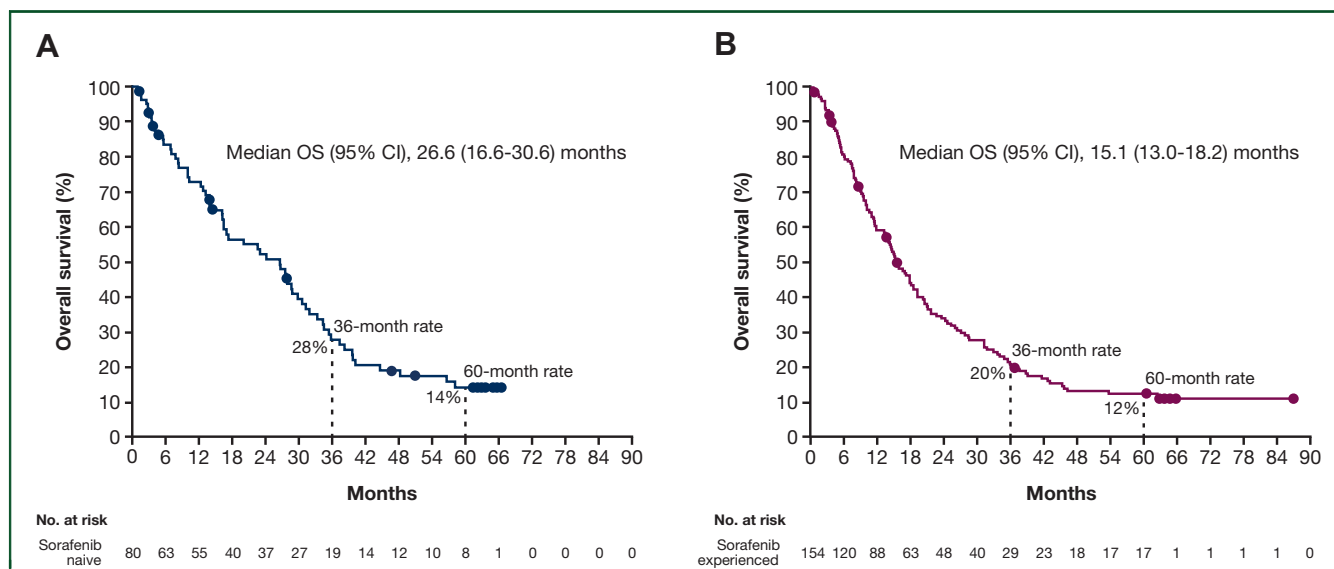 A
Overall survival (%)
100
90
80
70
60
50
40
30
20
10
0
Median OS (95% CI), 26.6 (16.6-30.6) months
36-month rate
28%
60-month rate
14%
0 6 12 18 24 30 36 42 48 54 60 66 72 78 84 90
Months
No. at risk
Sorafenib
naive
80 63 55 40 37 27 19 14 12 10 8 1 0 0 0 0
B
Overall survival (%)
100
90
80
70
60
50
40
30
20
10
0
Median OS (95% CI), 15.1 (13.0-18.2) months
36-month rate
20%
60-month rate
12%
0 6 12 18 24 30 36 42 48 54 60 66 72 78 84 90
Months
No. at risk
Sorafenib
experienced
154 120 88 63 48 40 29 23 18 17 17 1 1 1 1 0